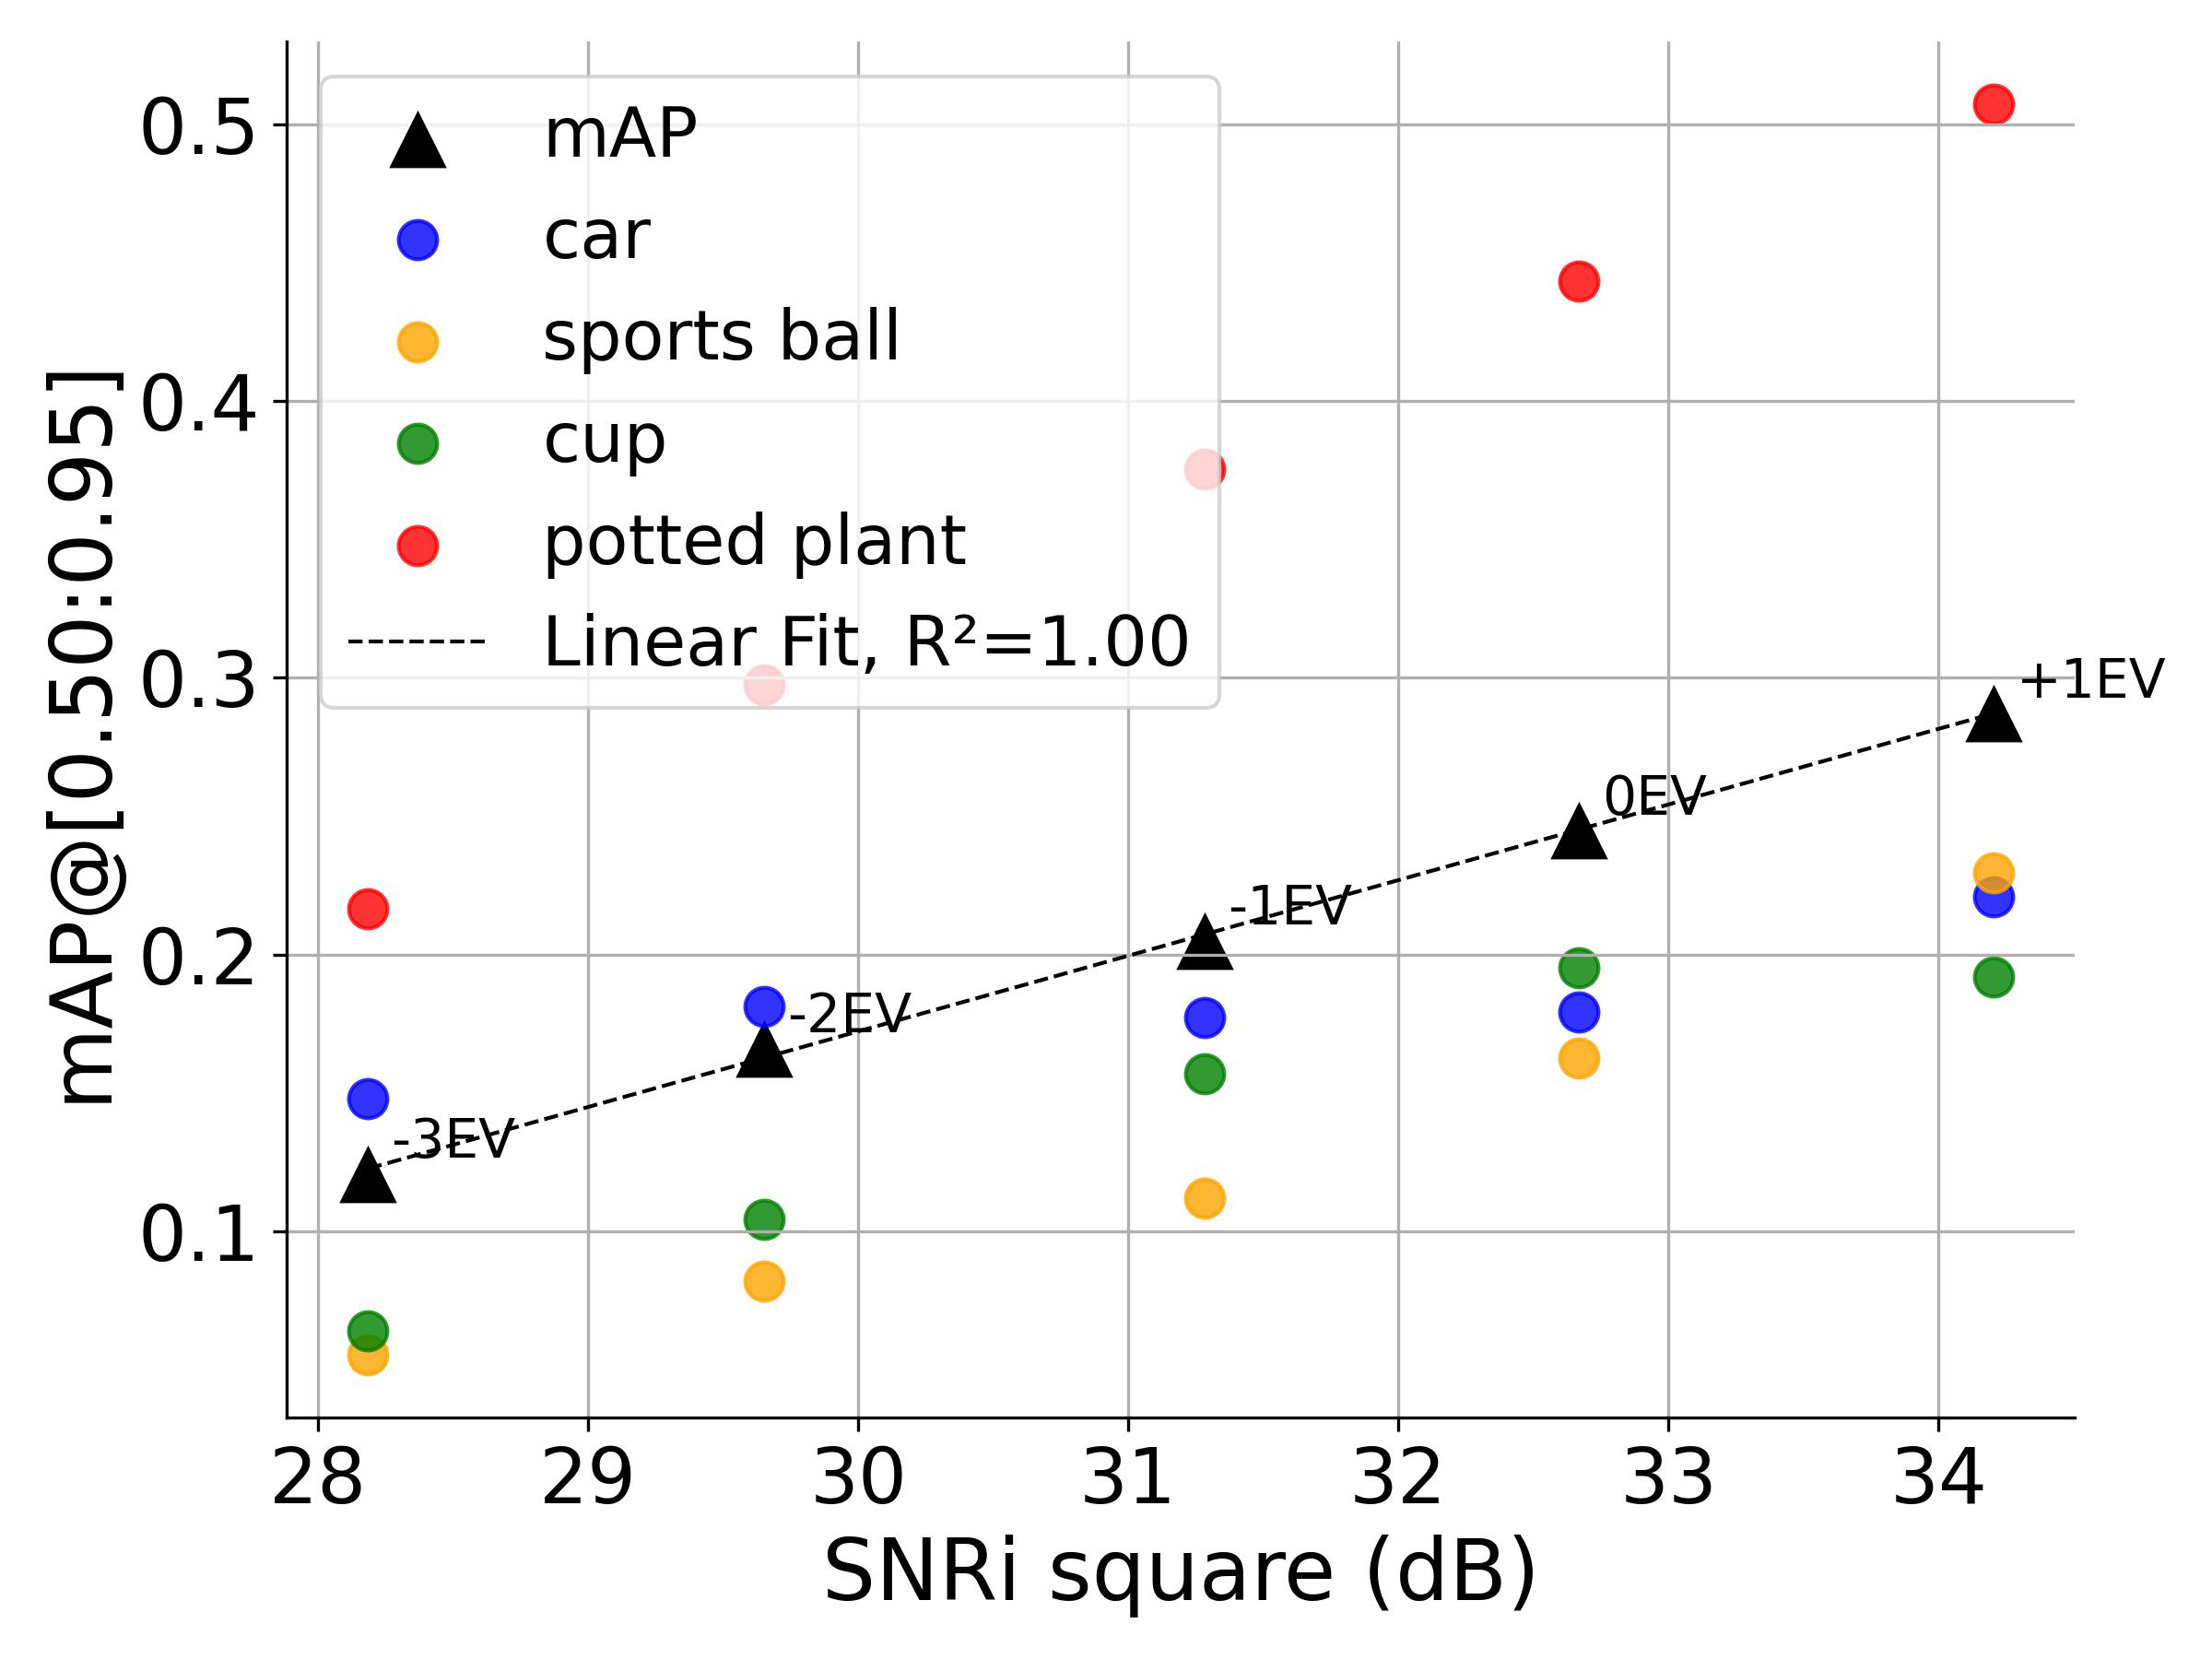 mAP
car
sports ball
cup
potted plant
Linear Fit, R²=1.00
0.5
0.4
0.3
0.2
0.1
mAP@[0.50:0.95]
-3EV
-2EV
-1EV
0EV
+1EV
28 29 30 31 32 33 34
SNRi square (dB)